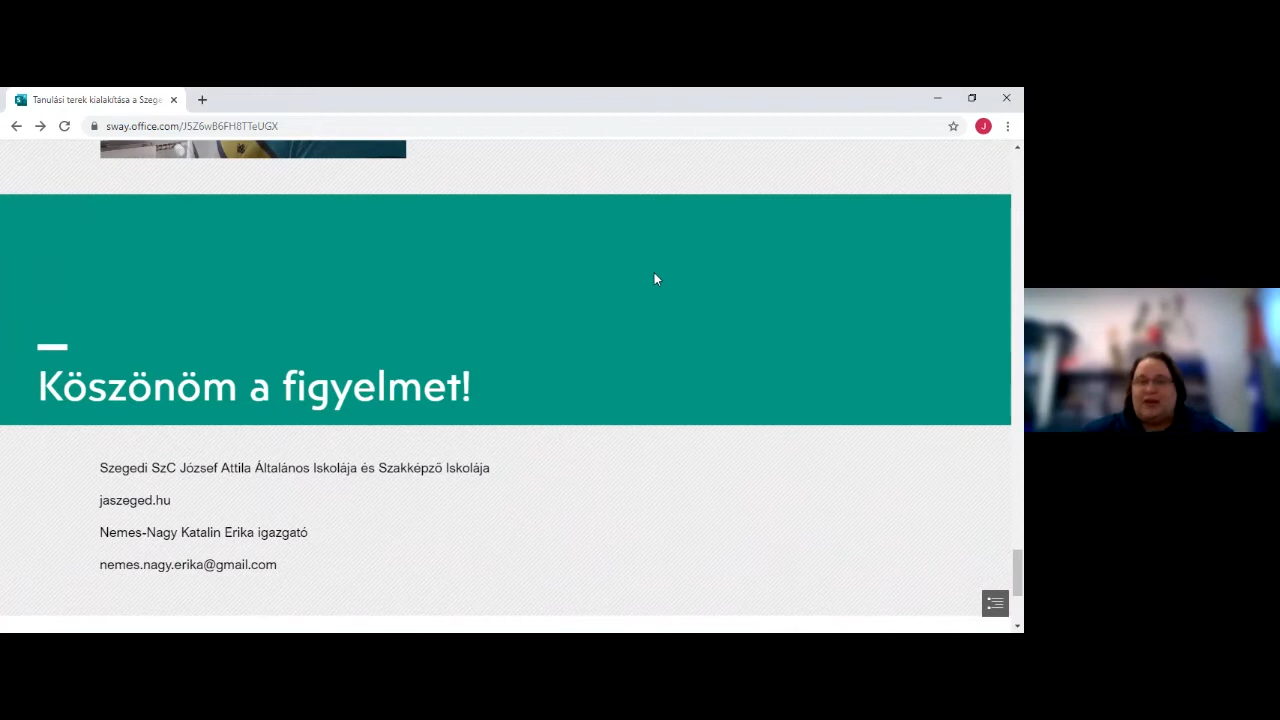 Tanulási terek kialakítása a Szege
sway.office.com/J5Z6wB6FH8TTeUGX
J
Köszönöm a figyelmet!
Szegedi SzC József Attila Általános Iskolája és Szakképző Iskolája
jaszeged.hu
Nemes-Nagy Katalin Erika igazgató
nemes.nagy.erika@gmail.com